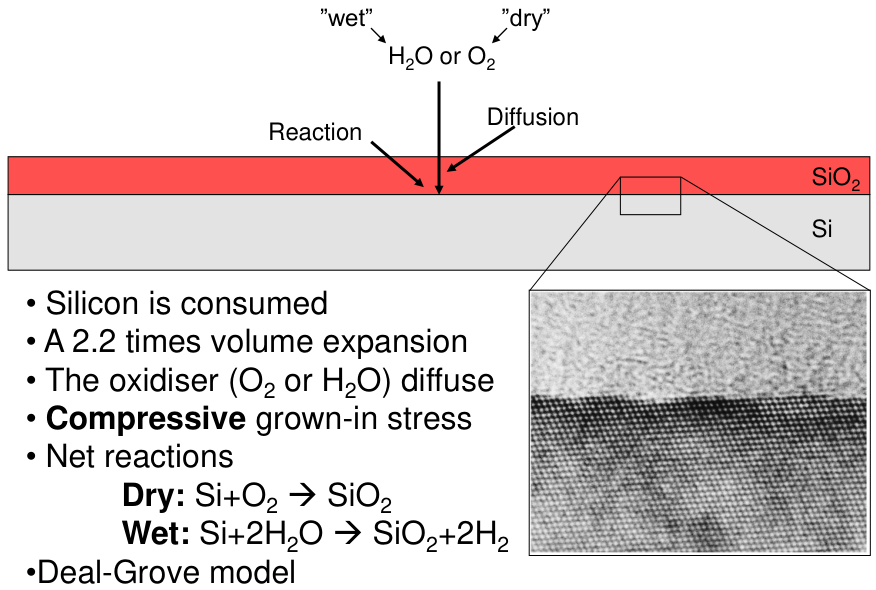 ”wet” ”dry”
H₂O or O₂
Diffusion
Reaction
SiO₂
Si
• Silicon is consumed
• A 2.2 times volume expansion
• The oxidiser (O₂ or H₂O) diffuse
• Compressive grown-in stress
• Net reactions
Dry: Si+O₂ → SiO₂
Wet: Si+2H₂O → SiO₂+2H₂
•Deal-Grove model